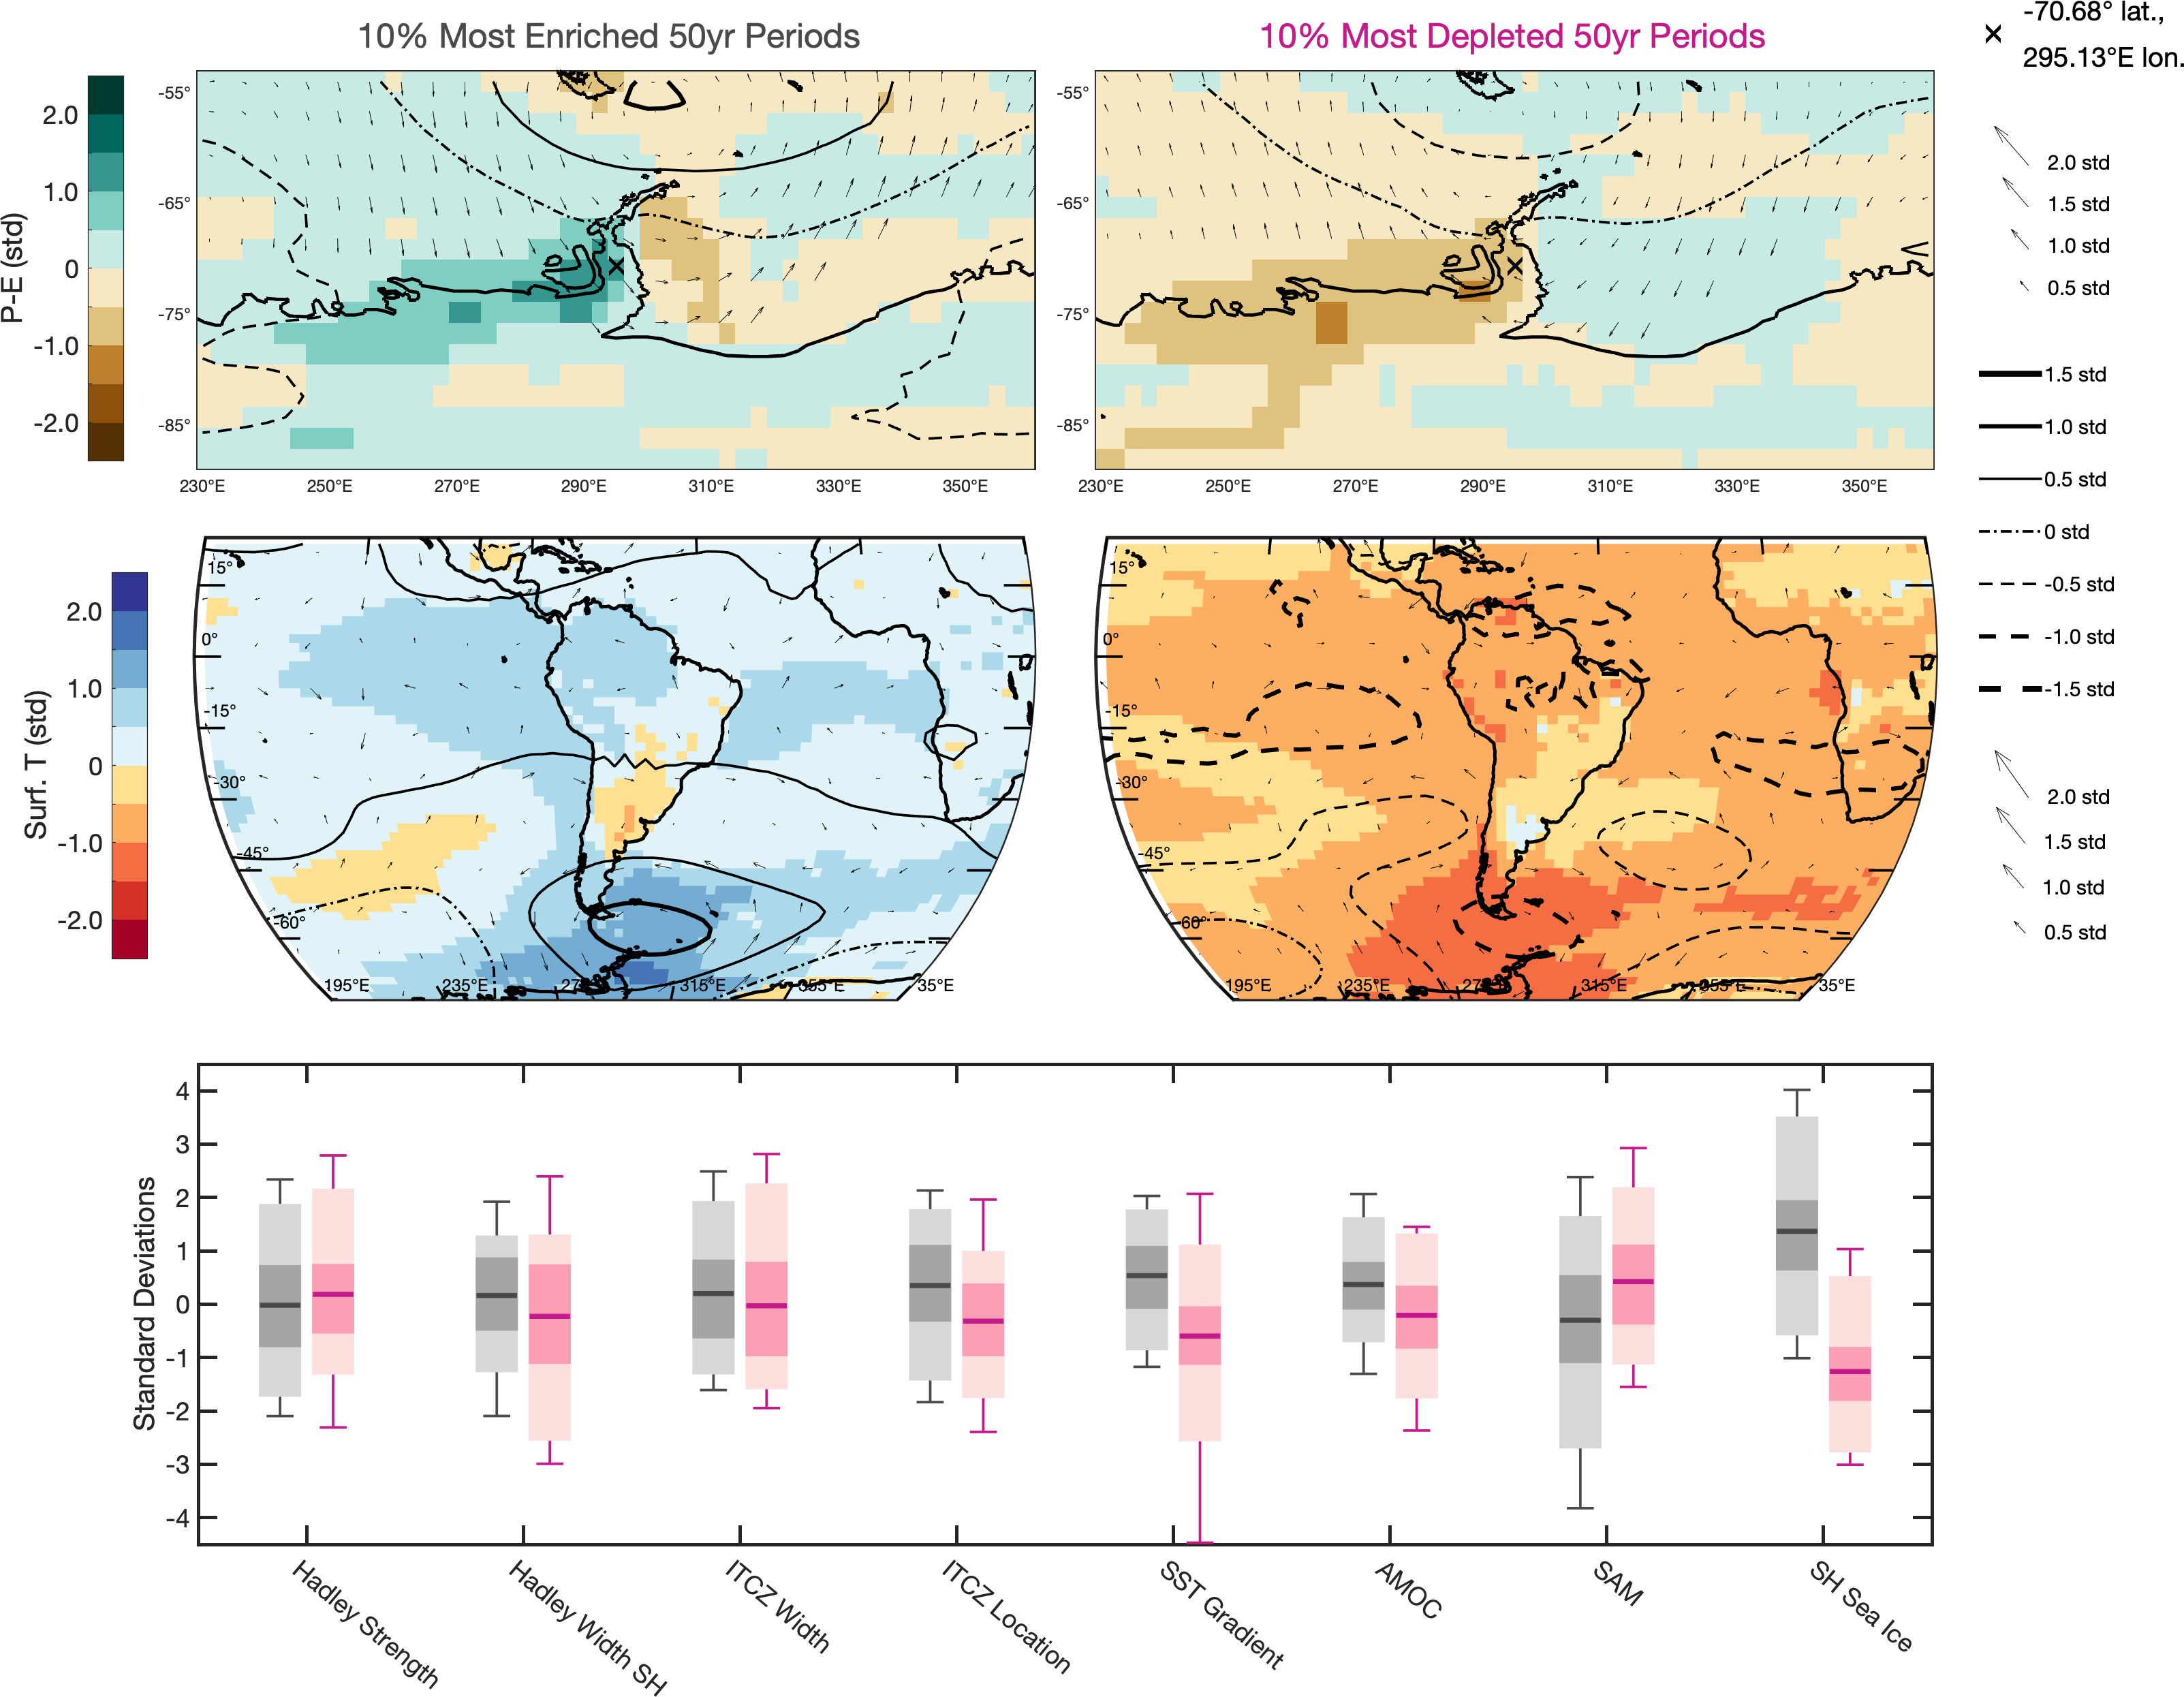 10% Most Enriched 50yr Periods
10% Most Depleted 50yr Periods
-70.68° lat.,
295.13°E lon.
P-E (std)
2.0
1.0
0
-1.0
-2.0
-55°
-65°
-75°
-85°
230°E 250°E 270°E 290°E 310°E 330°E 350°E
-55°
-65°
-75°
-85°
230°E 250°E 270°E 290°E 310°E 330°E 350°E
2.0 std
1.5 std
1.0 std
0.5 std
1.5 std
1.0 std
0.5 std
0 std
-0.5 std
-1.0 std
-1.5 std
Surf. T (std)
2.0
1.0
0
-1.0
-2.0
15°
0°
-15°
-30°
-45°
-60°
195°E 235°E 315°E 355°E 35°E
15°
0°
-15°
-30°
-45°
-60°
195°E 235°E 315°E 355°E 35°E
2.0 std
1.5 std
1.0 std
0.5 std
Standard Deviations
4
3
2
1
0
-1
-2
-3
-4
Hadley Strength
Hadley Width SH
ITCZ Width
ITCZ Location
SST Gradient
AMOC
SAM
SH Sea Ice